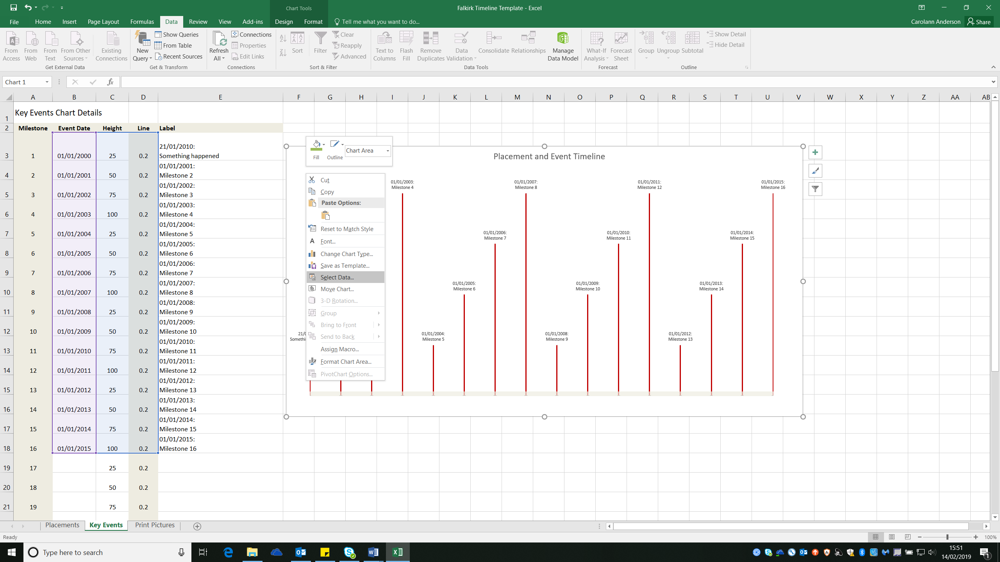 Chart Tools
Falkirk Timeline Template - Excel
File Home Insert Page Layout Formulas Data Review View Add-ins Design Format Tell me what you want to do... Carolann Anderson Share
From Access
From Web
From Text
From Other Sources
Existing Connections
Get External Data
New Query
Show Queries
From Table
Recent Sources
Get & Transform
Refresh All
Connections
Properties
Edit Links
Connections
Sort
Filter
Clear
Reapply
Advanced
Sort & Filter
Text to Columns
Flash Fill
Remove Duplicates
Data Validation
Consolidate
Relationships
Manage Data Model
Data Tools
What-If Analysis
Forecast Sheet
Forecast
Group
Ungroup
Subtotal
Show Detail
Hide Detail
Outline
Chart 1
fx
A B C D E F G H I J K L M N O P Q R S T U V W X Y Z AA AB
1 Key Events Chart Details
2 Milestone Event Date Height Line Label
21/01/2010:
3 1 01/01/2000 25 0.2 Something happened
01/01/2001:
4 2 01/01/2001 50 0.2 Milestone 2
01/01/2002:
5 3 01/01/2002 75 0.2 Milestone 3
01/01/2003:
6 4 01/01/2003 100 0.2 Milestone 4
01/01/2004:
7 5 01/01/2004 25 0.2 Milestone 5
01/01/2005:
8 6 01/01/2005 50 0.2 Milestone 6
01/01/2006:
9 7 01/01/2006 75 0.2 Milestone 7
01/01/2007:
10 8 01/01/2007 100 0.2 Milestone 8
01/01/2008:
11 9 01/01/2008 25 0.2 Milestone 9
01/01/2009:
12 10 01/01/2009 50 0.2 Milestone 10
01/01/2010:
13 11 01/01/2010 75 0.2 Milestone 11
01/01/2011:
14 12 01/01/2011 100 0.2 Milestone 12
01/01/2012:
15 13 01/01/2012 25 0.2 Milestone 13
01/01/2013:
16 14 01/01/2013 50 0.2 Milestone 14
01/01/2014:
17 15 01/01/2014 75 0.2 Milestone 15
01/01/2015:
18 16 01/01/2015 100 0.2 Milestone 16
19 17 25 0.2
20 18 50 0.2
21 19 75 0.2
Fill
Outline
Chart Area
Cut
Copy
Paste Options:
Reset to Match Style
Font...
Change Chart Type...
Save as Template...
Select Data...
Move Chart...
3-D Rotation...
Group
Bring to Front
Send to Back
Assign Macro...
Format Chart Area...
PivotChart Options...
Placement and Event Timeline
01/01/2003:
Milestone 4
01/01/2007:
Milestone 8
01/01/2011:
Milestone 12
01/01/2015:
Milestone 16
01/01/2006:
Milestone 7
01/01/2010:
Milestone 11
01/01/2014:
Milestone 15
01/01/2005:
Milestone 6
01/01/2009:
Milestone 10
01/01/2013:
Milestone 14
21/0
Somethi
01/01/2004:
Milestone 5
01/01/2008:
Milestone 9
01/01/2012:
Milestone 13
Placements Key Events Print Pictures
Ready
100%
Type here to search
15:51
14/02/2019
1